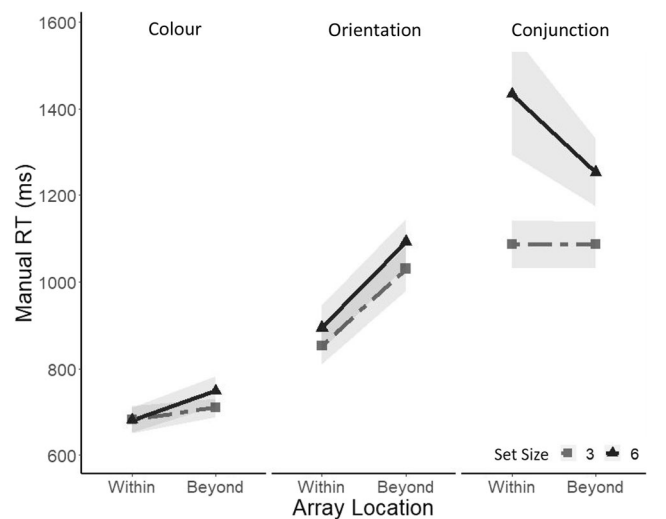 Colour Orientation Conjunction
1600
1400
1200
1000
800
600
Manual RT (ms)
Set Size 3 6
Within Beyond Within Beyond Within Beyond
Array Location